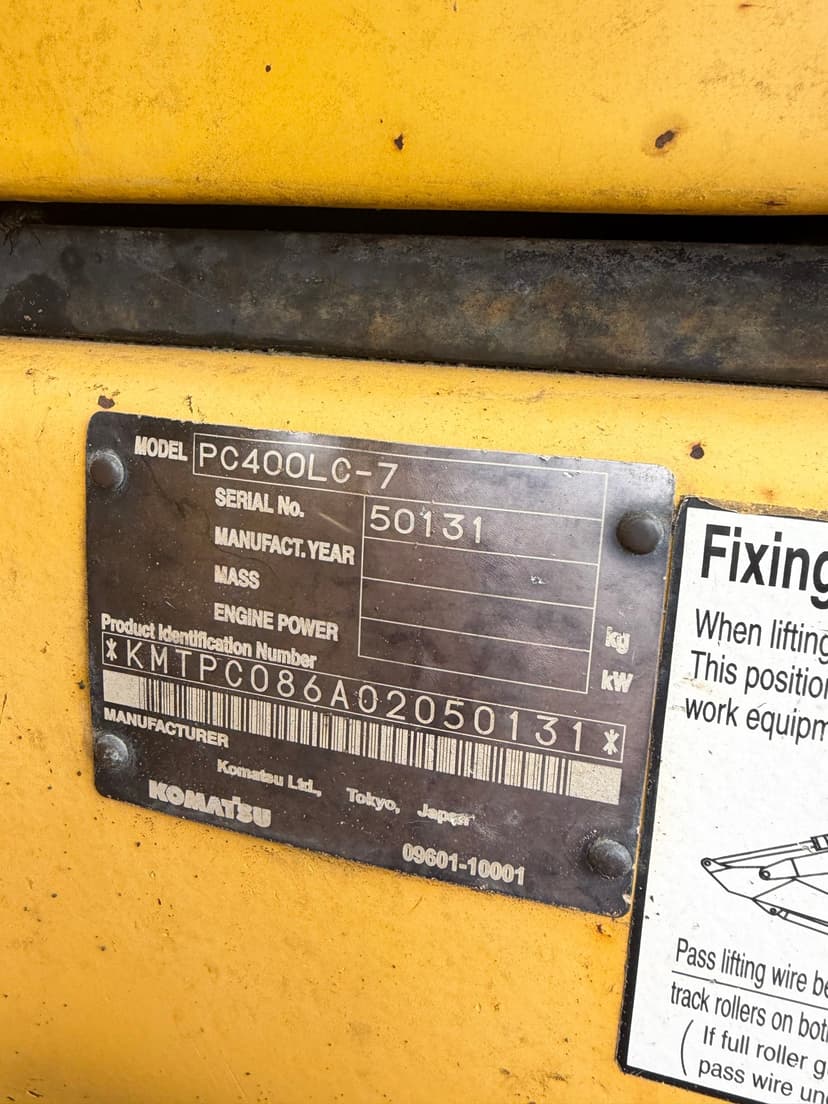 MODEL PC400LC-7
SERIAL No. 50131
MANUFACT. YEAR
MASS kg
ENGINE POWER kW
Product Identification Number
*KMTPC086A02050131*
MANUFACTURER
Komatsu Ltd., Tokyo, Japan
KOMATSU
09601-10001
Fixing
When lifting
This position
work equipm
Pass lifting wire be
track rollers on both
( If full roller g
pass wire und